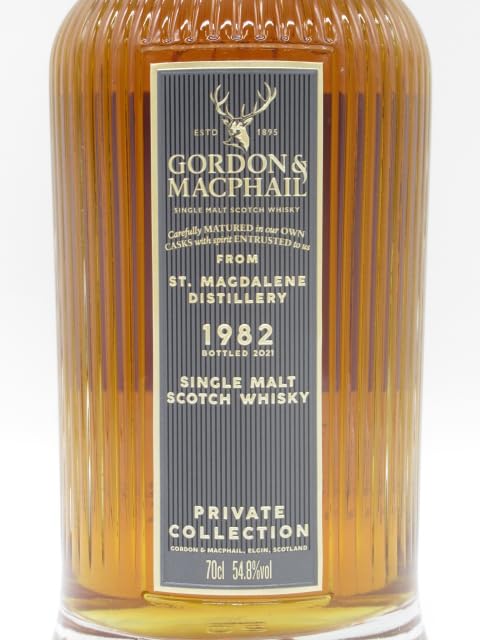 ESTD 1895
GORDON &
MACPHAIL
SINGLE MALT SCOTCH WHISKY
Carefully MATURED in our OWN
CASKS with spirit ENTRUSTED to us
FROM
ST. MAGDALENE
DISTILLERY
1982
BOTTLED 2021
SINGLE MALT
SCOTCH WHISKY
PRIVATE
COLLECTION
GORDON & MACPHAIL, ELGIN, SCOTLAND
70cl 54.8%vol